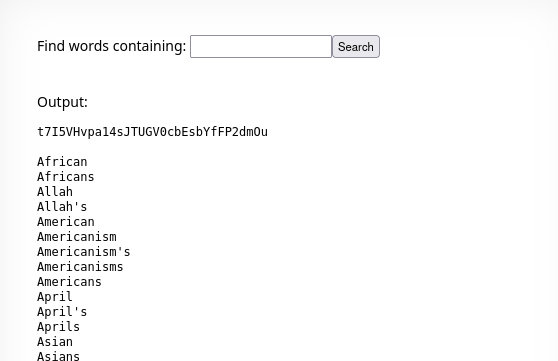 Find words containing: Search
Output:
t7I5VHvpa14sJTUGV0cbEsbYfFP2dmOu
African
Africans
Allah
Allah's
American
Americanism
Americanism's
Americanisms
Americans
April
April's
Aprils
Asian
Asians